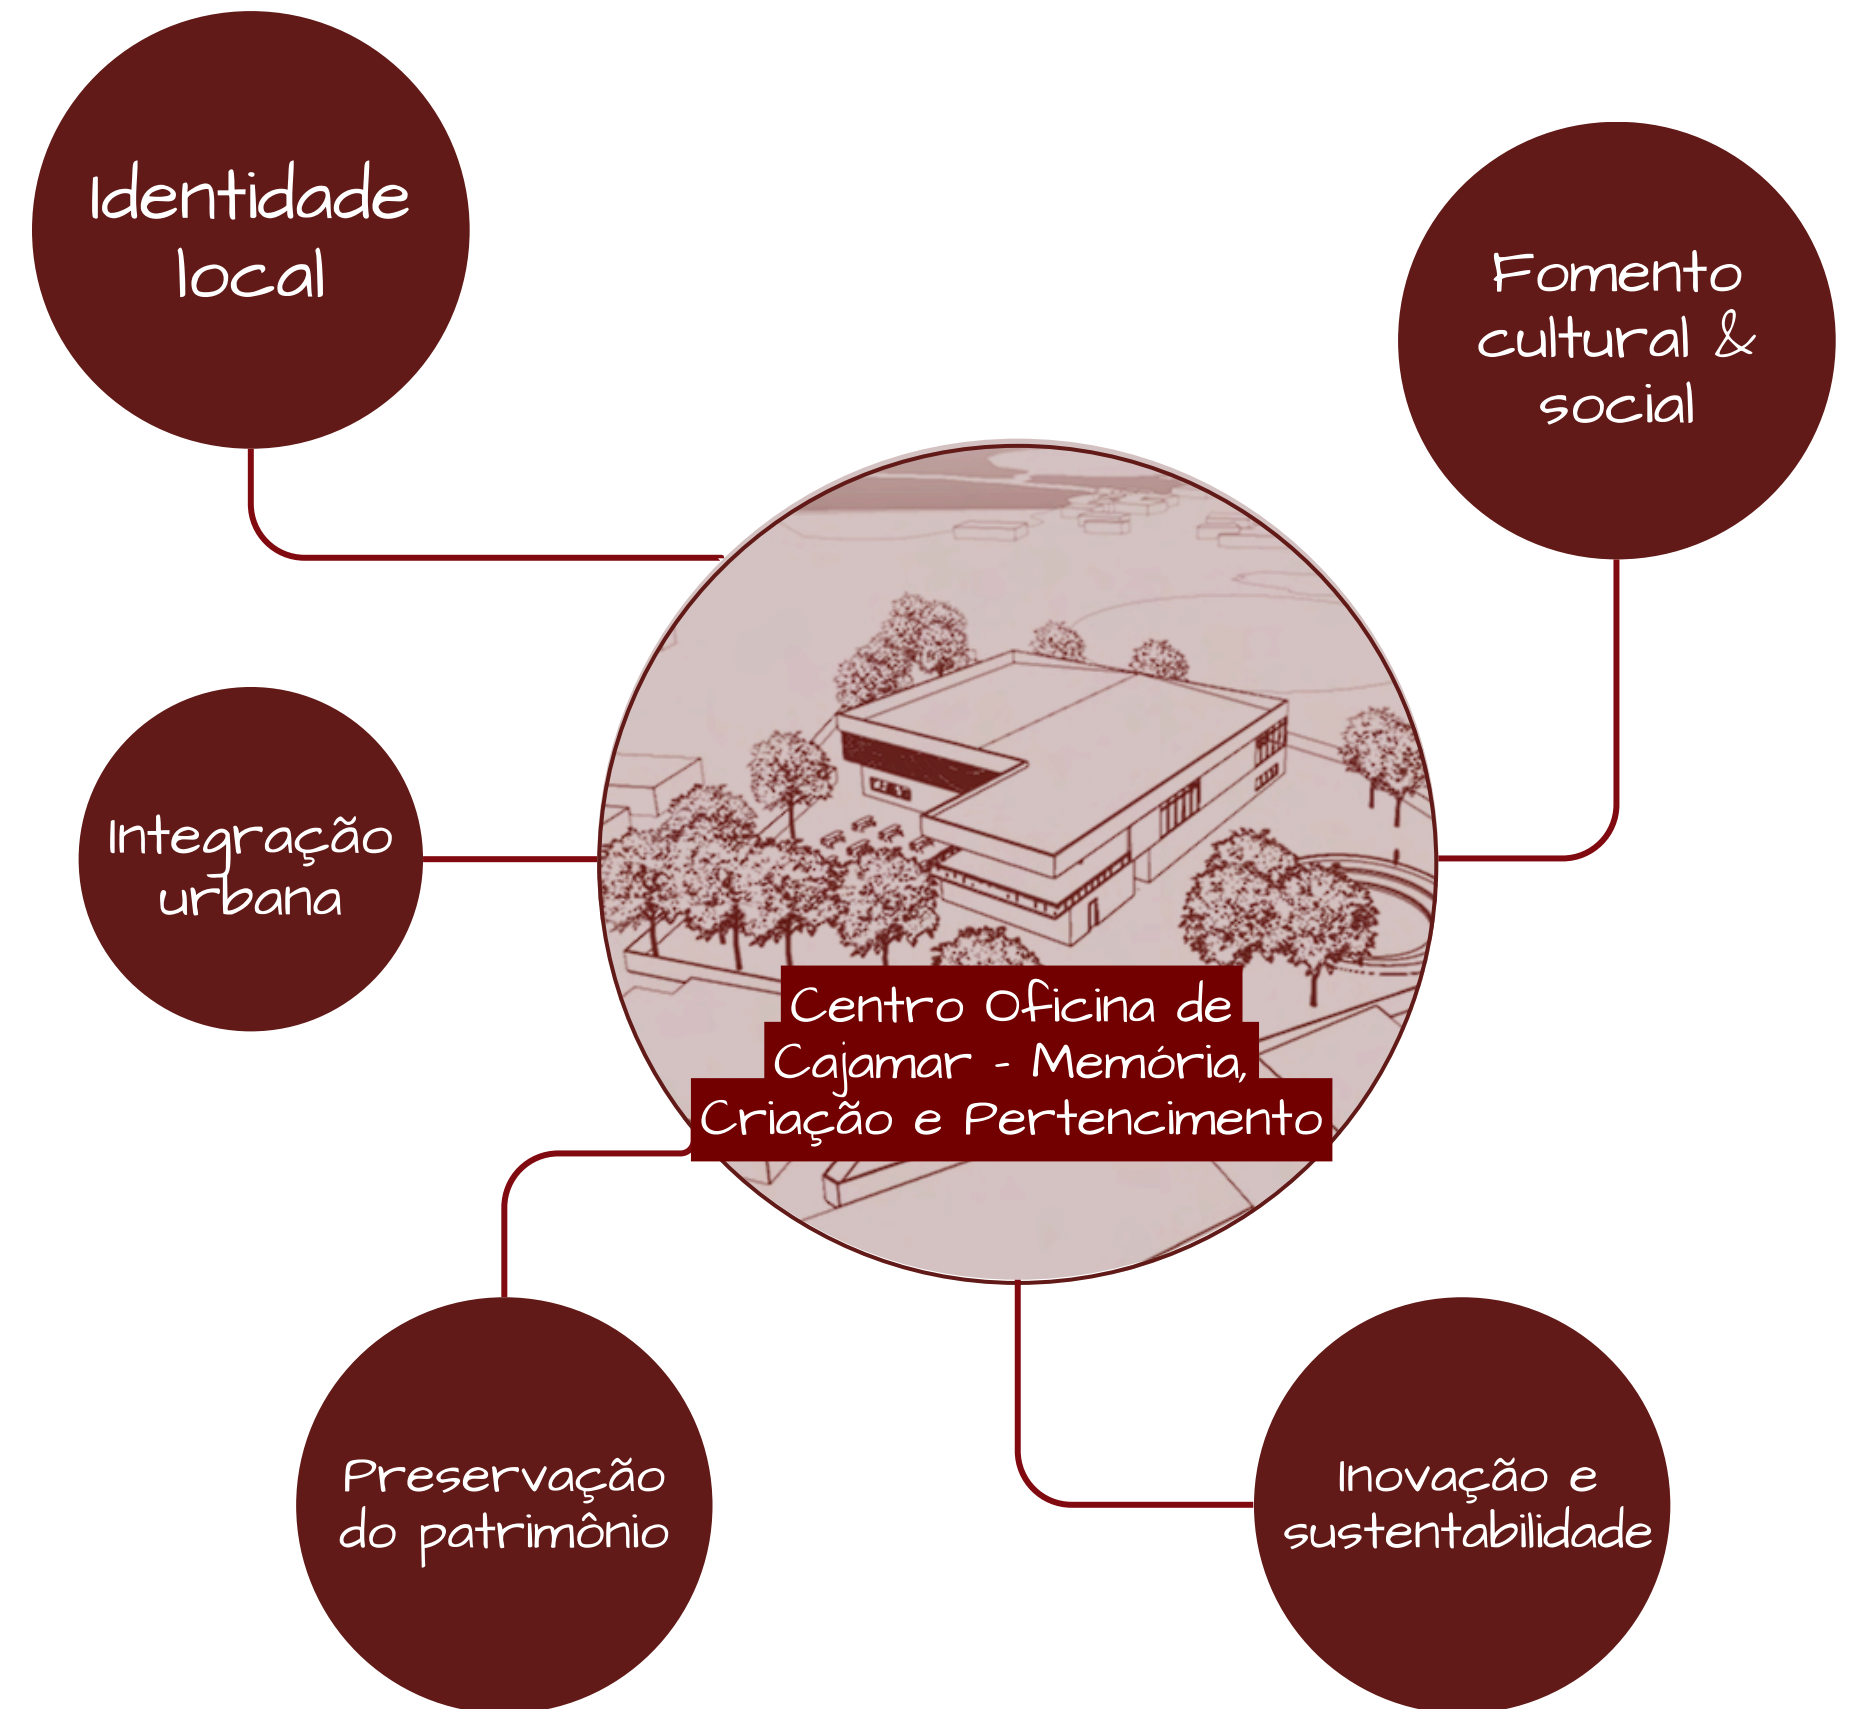 Identidade
local
Fomento
cultural &
social
Integração
urbana
Centro Oficina de
Cajamar - Memória,
Criação e Pertencimento
Preservação
do patrimônio
Inovação e
sustentabilidade